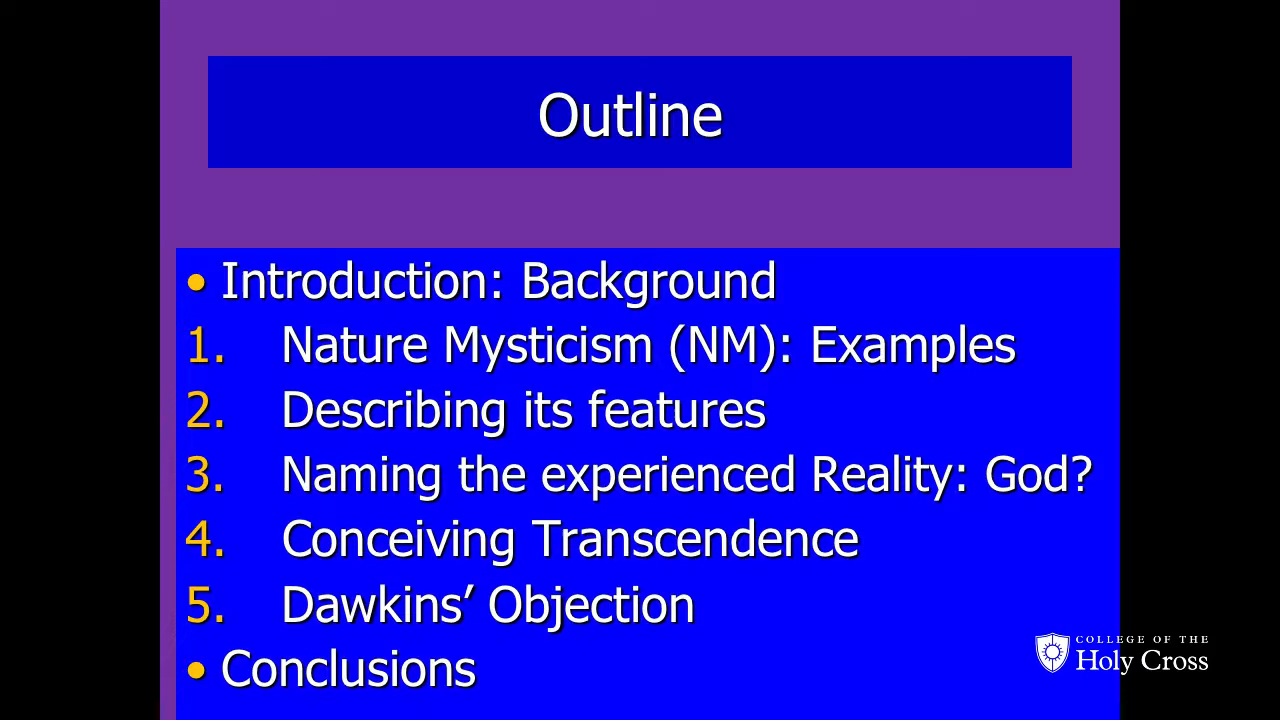 Outline
• Introduction: Background
1. Nature Mysticism (NM): Examples
2. Describing its features
3. Naming the experienced Reality: God?
4. Conceiving Transcendence
5. Dawkins’ Objection
• Conclusions
COLLEGE OF THE
Holy Cross